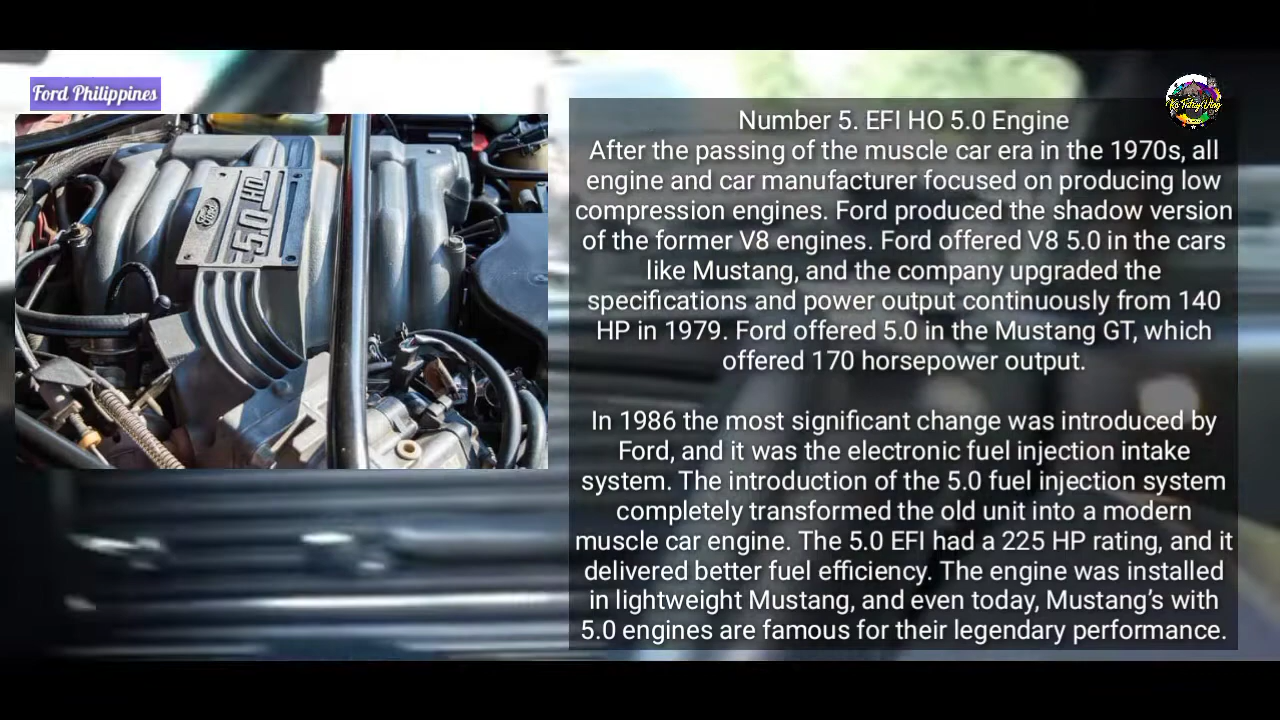 Ford Philippines
Ka TutoyVlog
Ford
5.0 HO
Number 5. EFI HO 5.0 Engine
After the passing of the muscle car era in the 1970s, all
engine and car manufacturer focused on producing low
compression engines. Ford produced the shadow version
of the former V8 engines. Ford offered V8 5.0 in the cars
like Mustang, and the company upgraded the
specifications and power output continuously from 140
HP in 1979. Ford offered 5.0 in the Mustang GT, which
offered 170 horsepower output.
In 1986 the most significant change was introduced by
Ford, and it was the electronic fuel injection intake
system. The introduction of the 5.0 fuel injection system
completely transformed the old unit into a modern
muscle car engine. The 5.0 EFI had a 225 HP rating, and it
delivered better fuel efficiency. The engine was installed
in lightweight Mustang, and even today, Mustang’s with
5.0 engines are famous for their legendary performance.